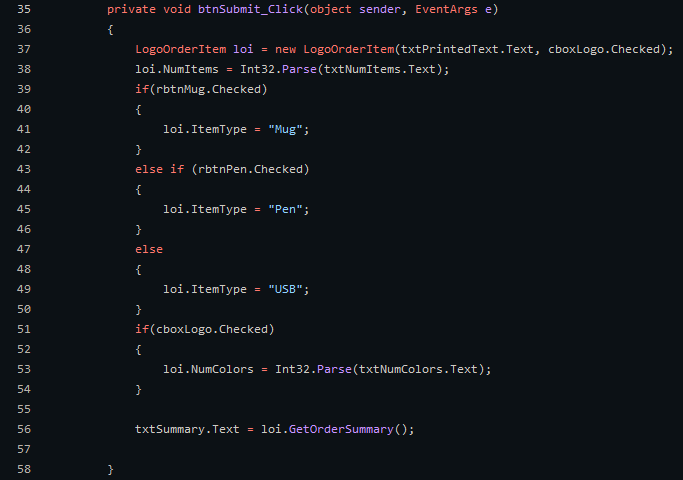 35 private void btnSubmit_Click(object sender, EventArgs e)
36 {
37 LogoOrderItem loi = new LogoOrderItem(txtPrintedText.Text, cboxLogo.Checked);
38 loi.NumItems = Int32.Parse(txtNumItems.Text);
39 if(rbtnMug.Checked)
40 {
41 loi.ItemType = "Mug";
42 }
43 else if (rbtnPen.Checked)
44 {
45 loi.ItemType = "Pen";
46 }
47 else
48 {
49 loi.ItemType = "USB";
50 }
51 if(cboxLogo.Checked)
52 {
53 loi.NumColors = Int32.Parse(txtNumColors.Text);
54 }
55
56 txtSummary.Text = loi.GetOrderSummary();
57
58 }